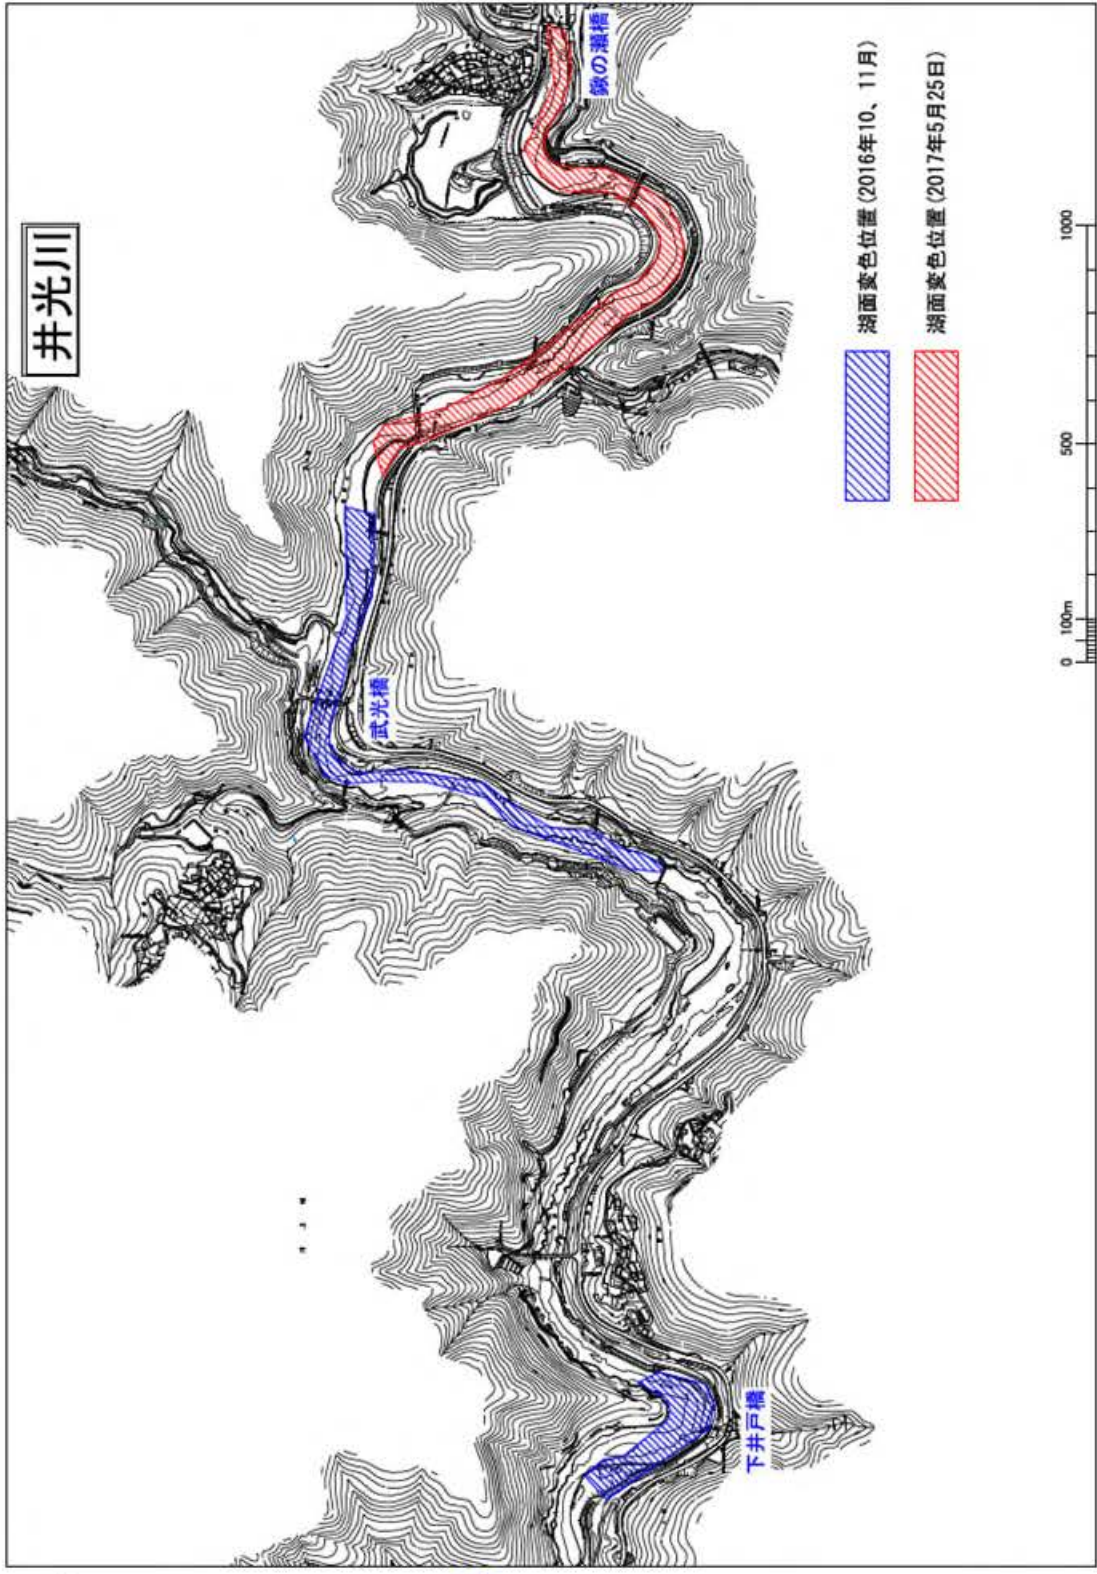 井光川
鍬の瀬橋
武光橋
下井戸橋
湖面変色位置(2016年10、11月)
湖面変色位置(2017年5月25日)
0 100m 500 1000